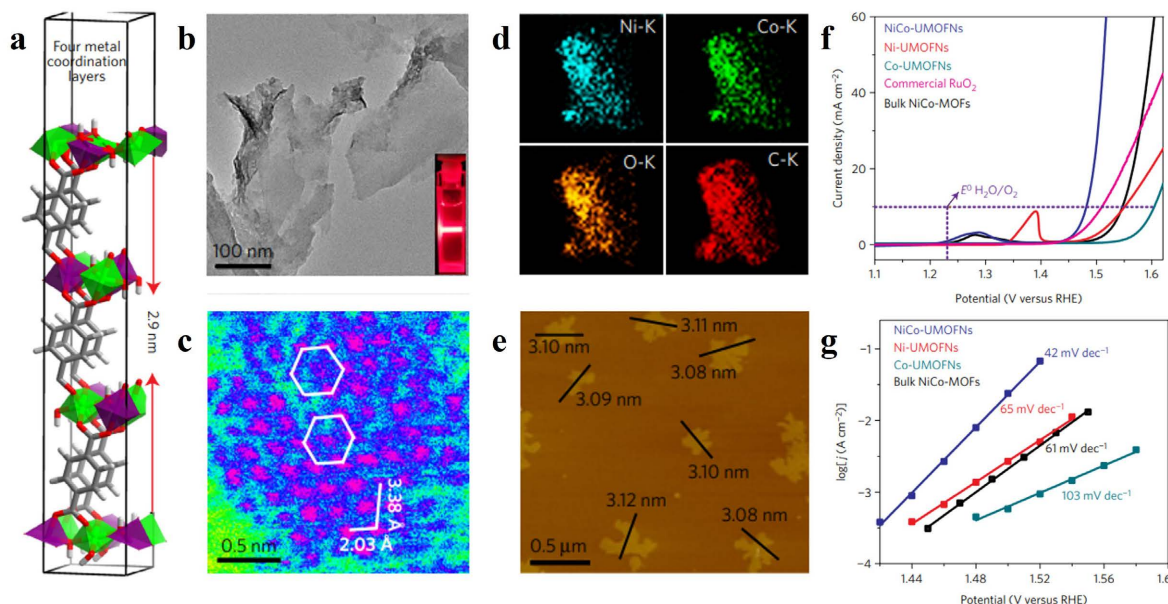 a
Four metal
coordination
layers
2.9 nm
b
100 nm
c
3.38 Å
2.03 Å
0.5 nm
d
Ni-K
Co-K
O-K
C-K
e
3.11 nm
3.10 nm
3.08 nm
3.09 nm
3.10 nm
3.12 nm
3.08 nm
0.5 μm
f
NiCo-UMOFNs
Ni-UMOFNs
Co-UMOFNs
Commercial RuO₂
Bulk NiCo-MOFs
E⁰ H₂O/O₂
Current density (mA cm⁻²)
60
40
20
0
1.1
1.2
1.3
1.4
1.5
1.6
Potential (V versus RHE)
g
NiCo-UMOFNs
Ni-UMOFNs
Co-UMOFNs
Bulk NiCo-MOFs
42 mV dec⁻¹
65 mV dec⁻¹
61 mV dec⁻¹
103 mV dec⁻¹
log[j (A cm⁻²)]
−1
−2
−3
−4
1.44
1.48
1.52
1.56
1.6
Potential (V versus RHE)